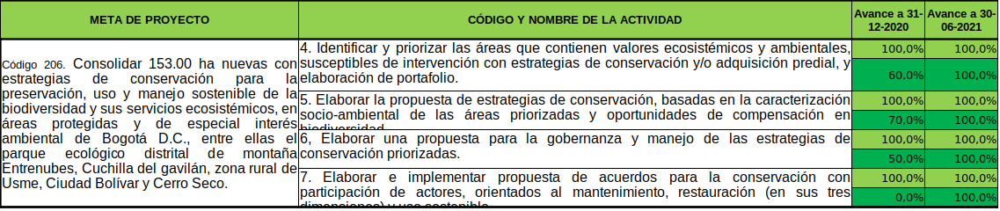 META DE PROYECTO
CÓDIGO Y NOMBRE DE LA ACTIVIDAD
Avance a 31-
12-2020
Avance a 30-
06-2021
Código 206. Consolidar 153.00 ha nuevas con
estrategias de conservación para la
preservación, uso y manejo sostenible de la
biodiversidad y sus servicios ecosistémicos, en
áreas protegidas y de especial interés
ambiental de Bogotá D.C., entre ellas el
parque ecológico distrital de montaña
Entrenubes, Cuchilla del gavilán, zona rural de
Usme, Ciudad Bolívar y Cerro Seco.
4. Identificar y priorizar las áreas que contienen valores ecosistémicos y ambientales,
susceptibles de intervención con estrategias de conservación y/o adquisición predial, y
elaboración de portafolio.
100,0% 100,0%
60,0% 100,0%
5. Elaborar la propuesta de estrategias de conservación, basadas en la caracterización
socio-ambiental de las áreas priorizadas y oportunidades de compensación en
biodiversidad.
100,0% 100,0%
70,0% 100,0%
6, Elaborar una propuesta para la gobernanza y manejo de las estrategias de
conservación priorizadas.
100,0% 100,0%
50,0% 100,0%
7. Elaborar e implementar propuesta de acuerdos para la conservación con
participación de actores, orientados al mantenimiento, restauración (en sus tres
dimensiones) y uso sostenible.
100,0% 100,0%
0,0% 100,0%